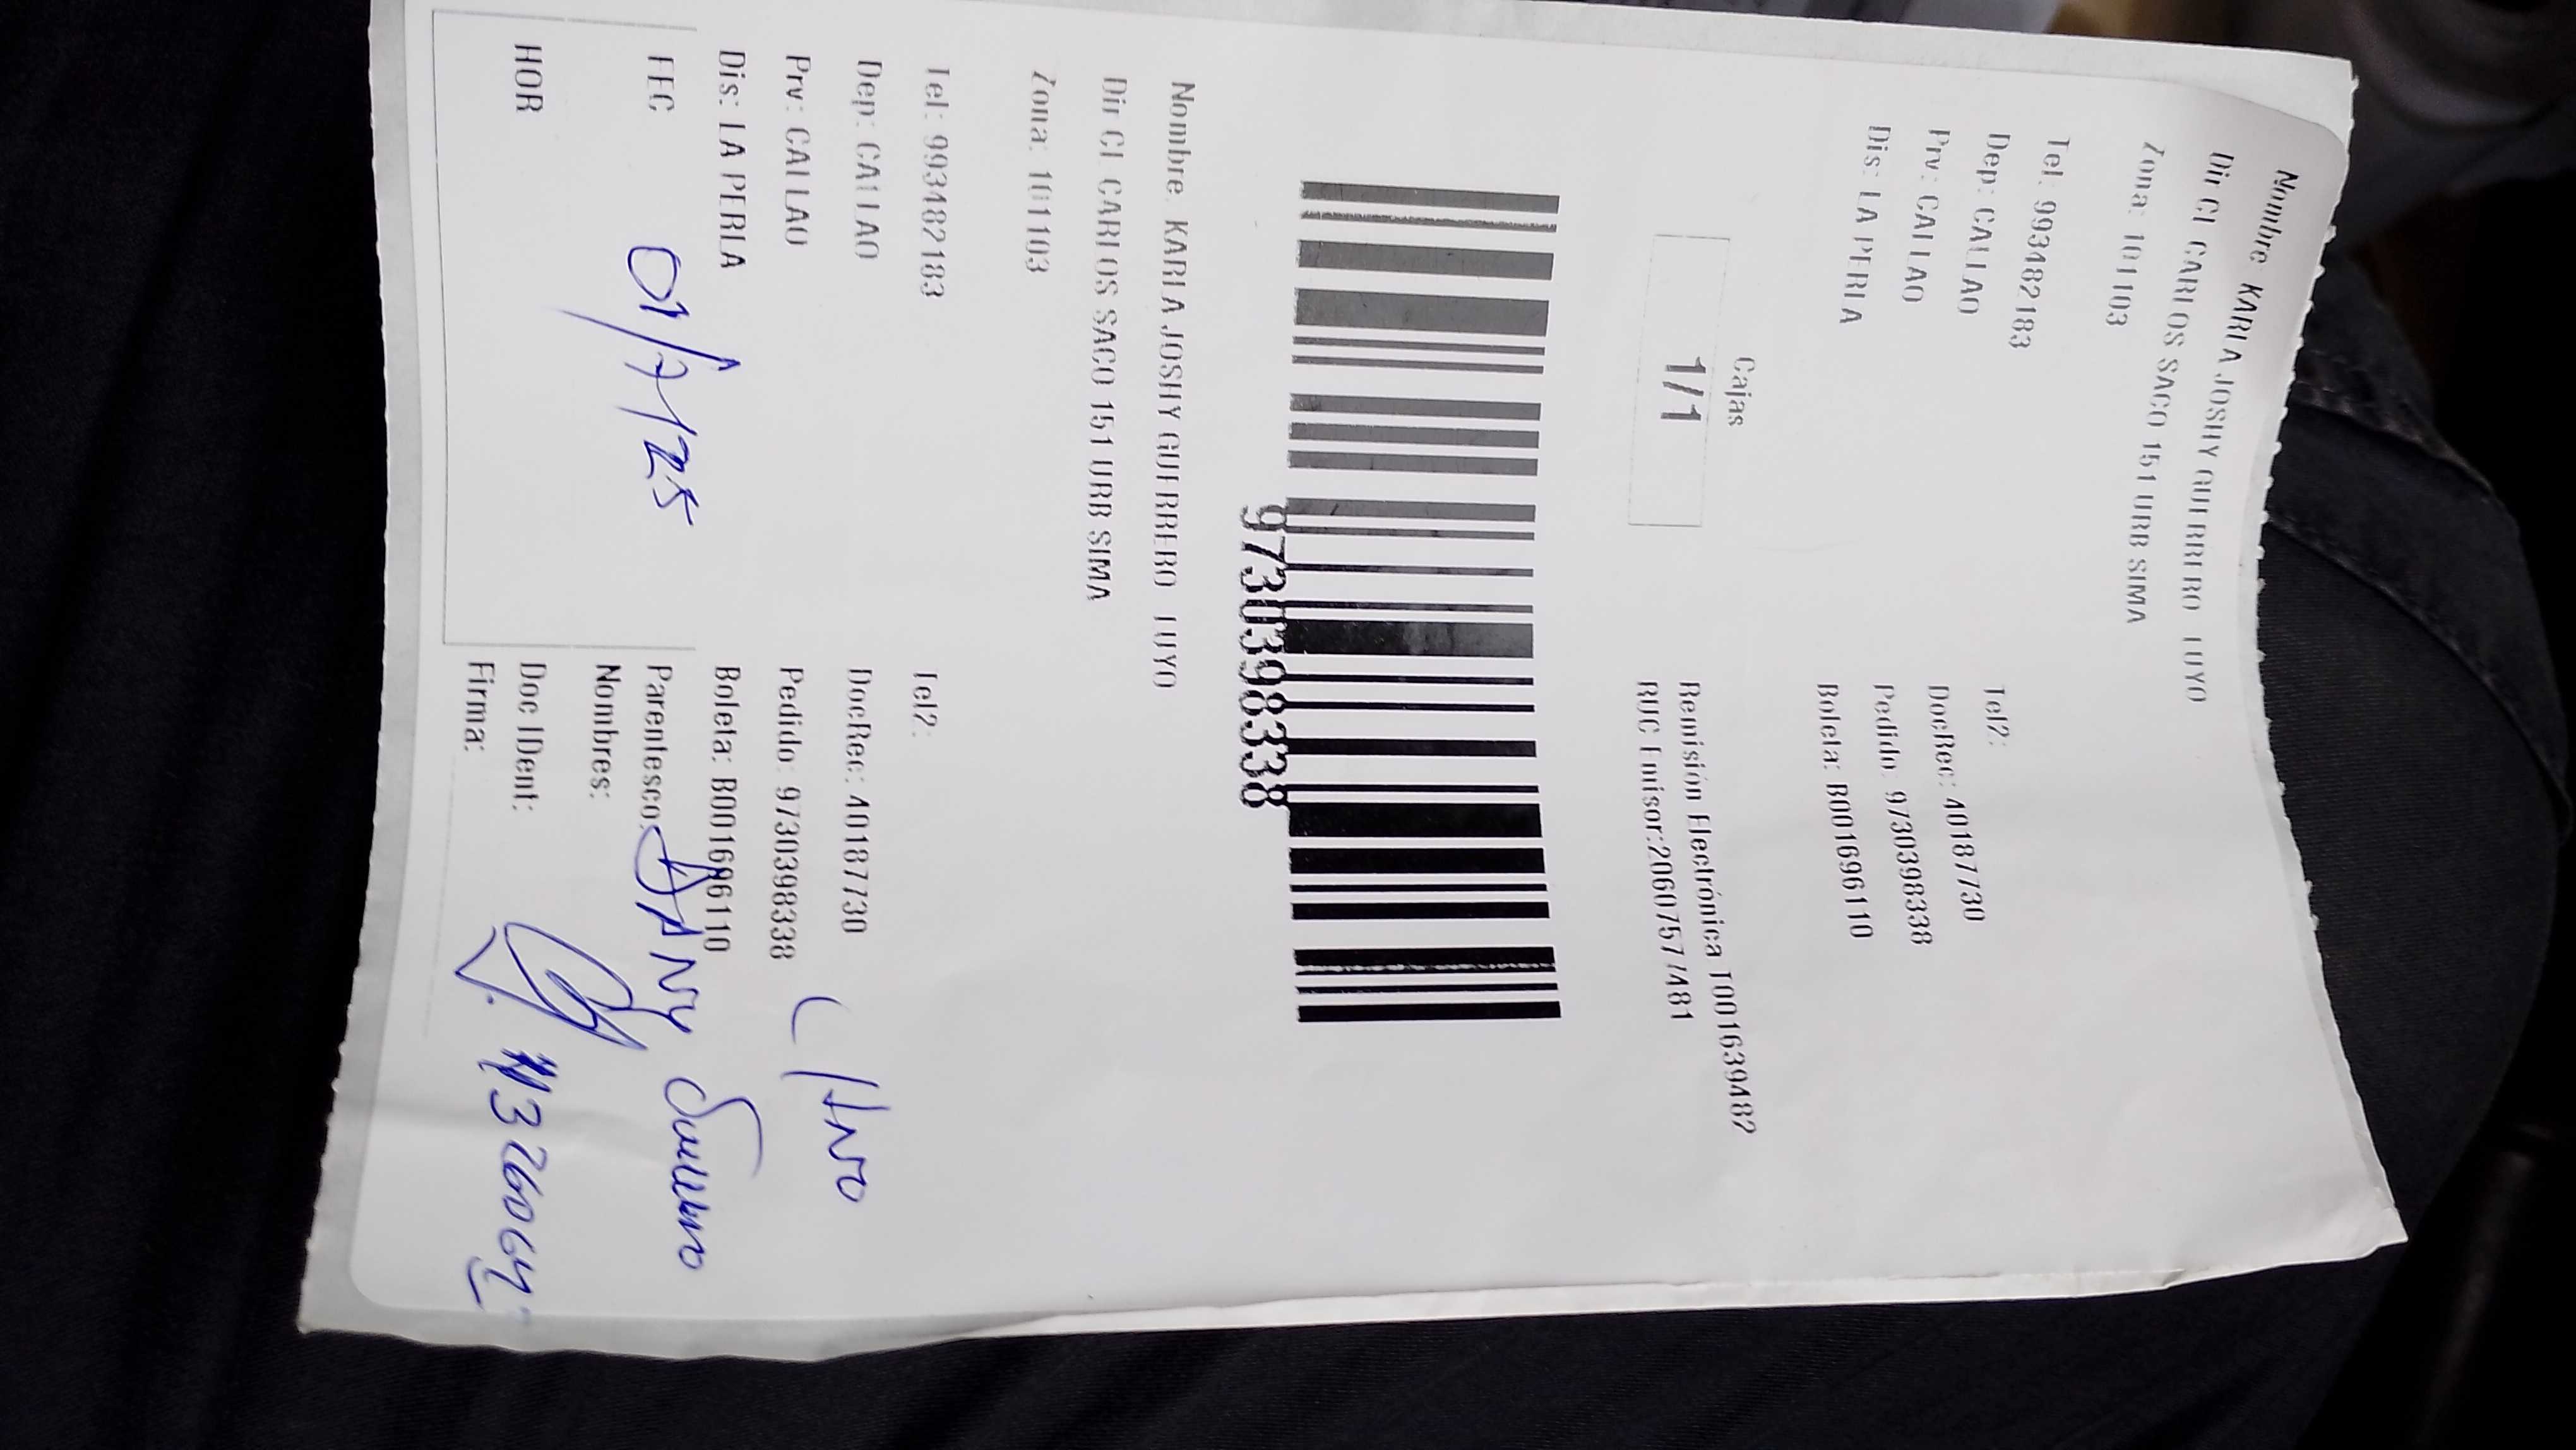 Nombre: KARLA JOSHY GUERRERO TUYO
Dir CL CARLOS SACO 151 URB SIMA
Zona: 101103
Tel: 993482183
Tel2:
Dep: CALLAO
DocRec: 40187730
Prv: CALLAO
Pedido: 9730398338
Dis: LA PERLA
Boleta: B001696110
Cajas
1/1
Remisión Electrónica T001639482
RUC Emisor:20607577481
9730398338
Nombre: KARLA JOSHY GUERRERO TUYO
Dir CL CARLOS SACO 151 URB SIMA
Zona: 101103
Tel: 993482183
Tel2:
Dep: CALLAO
DocRec: 40187730
Prv: CALLAO
Pedido: 9730398338
Dis: LA PERLA
Boleta: B001696110
FEC 01/7/25
Parentesco: DANY
Nombres:
HOR
Doc IDent:
Firma: